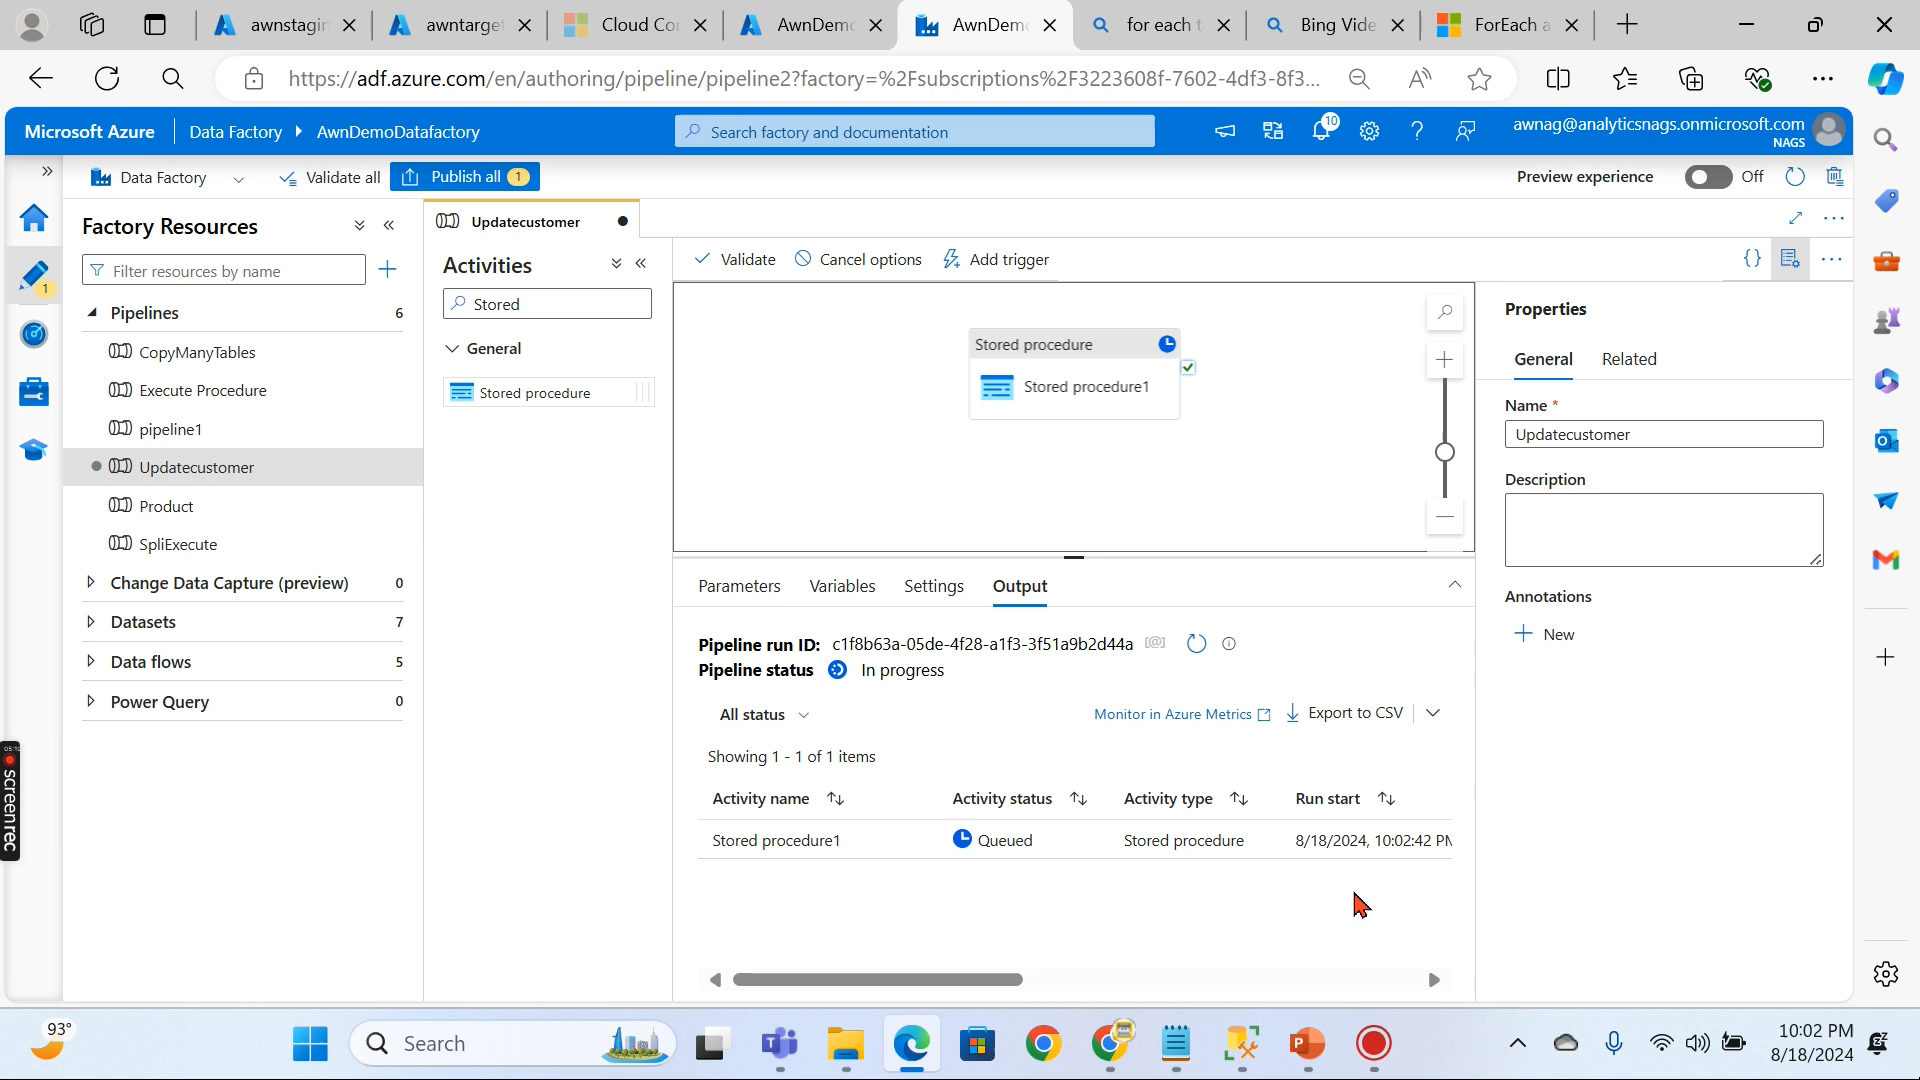 awnstagin
awntarget
Cloud Co
AwnDem
AwnDem
for each t
Bing Vide
ForEach a
https://adf.azure.com/en/authoring/pipeline/pipeline2?factory=%2Fsubscriptions%2F3223608f-7602-4df3-8f3...
Microsoft Azure
Data Factory
AwnDemoDatafactory
Search factory and documentation
10
awnag@analyticsnags.onmicrosoft.com
NAGS
Data Factory
Validate all
Publish all 1
Preview experience
Off
Factory Resources
Updatecustomer
Filter resources by name
Activities
Validate
Cancel options
Add trigger
1
Stored
Pipelines 6
General
CopyManyTables
Execute Procedure
Stored procedure
pipeline1
Updatecustomer
Product
SpliExecute
Change Data Capture (preview) 0
Datasets 7
Data flows 5
Power Query 0
Stored procedure
Stored procedure1
Properties
General
Related
Name *
Updatecustomer
Description
Annotations
New
Parameters
Variables
Settings
Output
Pipeline run ID: c1f8b63a-05de-4f28-a1f3-3f51a9b2d44a
Pipeline status In progress
All status
Monitor in Azure Metrics
Export to CSV
Showing 1 - 1 of 1 items
Activity name
Activity status
Activity type
Run start
Stored procedure1
Queued
Stored procedure
8/18/2024, 10:02:42 PM
screenrec
93°
Search
10:02 PM
8/18/2024